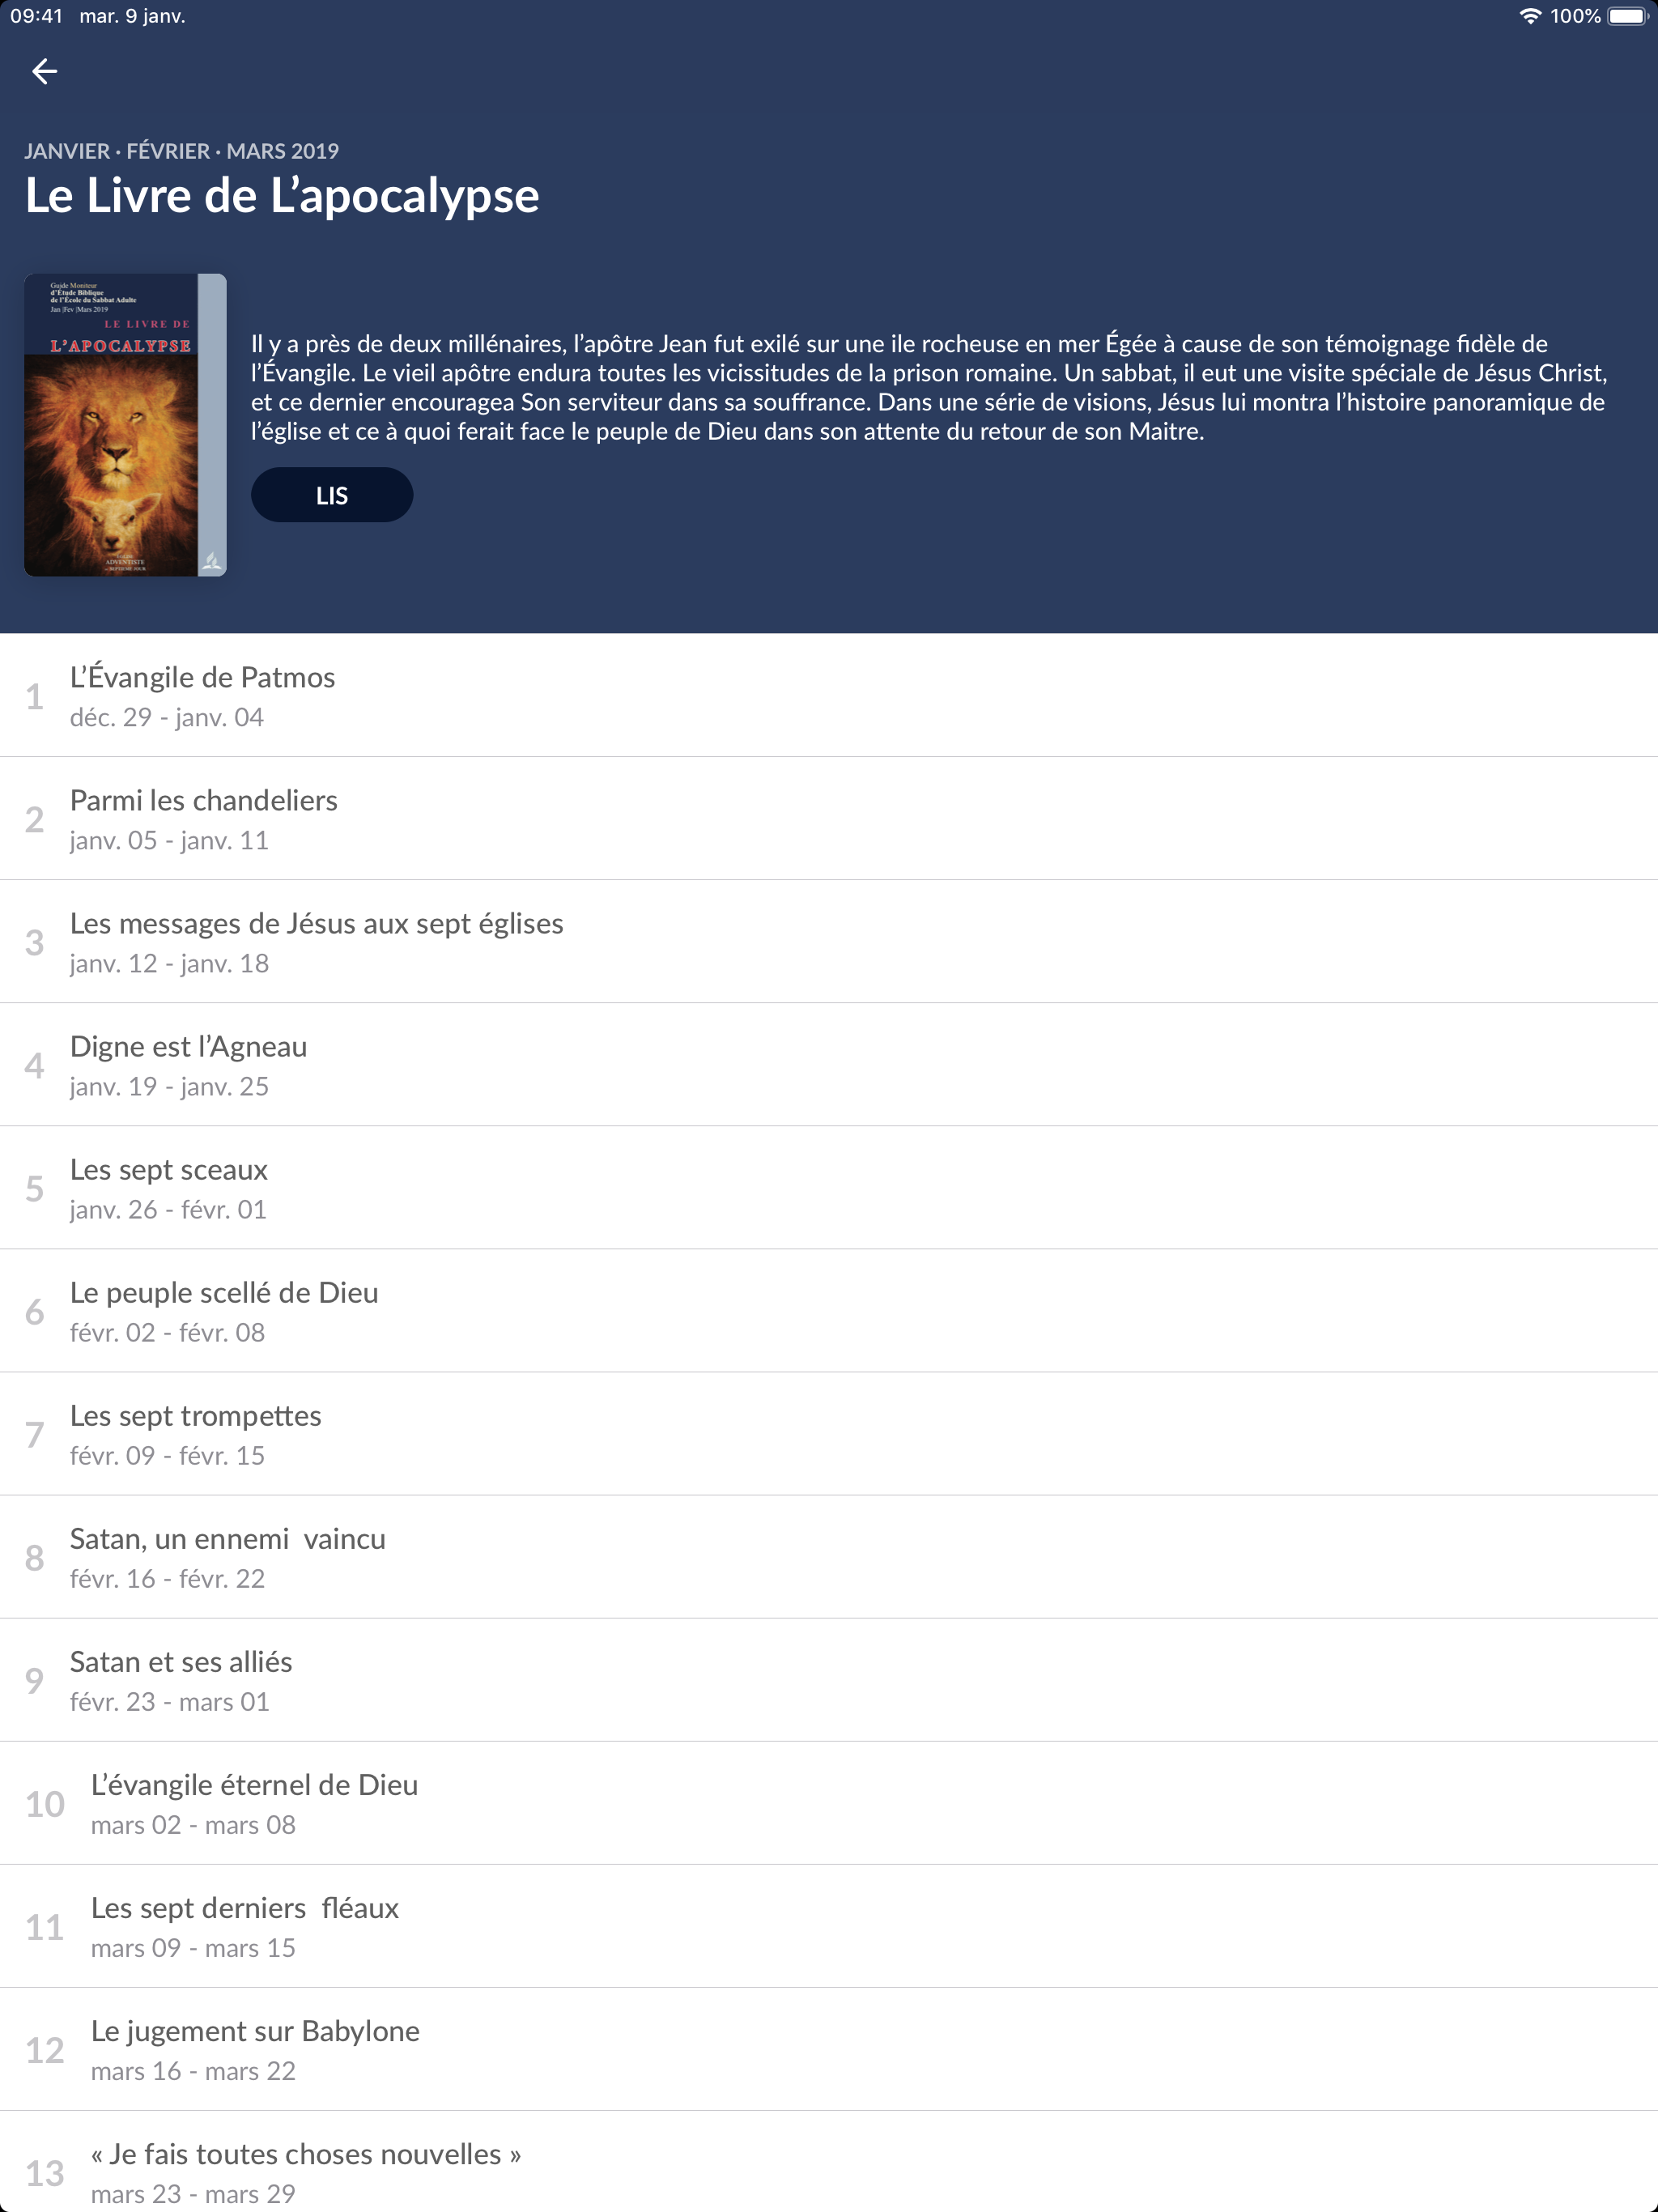 09:41 mar. 9 janv. 100%
JANVIER · FÉVRIER · MARS 2019
Le Livre de L’apocalypse
Guide Moniteur
d’Étude Biblique
de l’École du Sabbat Adulte
Jan |Fev |Mars 2019
LE LIVRE DE
L’APOCALYPSE
ADVENTISTE
Il y a près de deux millénaires, l’apôtre Jean fut exilé sur une ile rocheuse en mer Égée à cause de son témoignage fidèle de
l’Évangile. Le vieil apôtre endura toutes les vicissitudes de la prison romaine. Un sabbat, il eut une visite spéciale de Jésus Christ,
et ce dernier encouragea Son serviteur dans sa souffrance. Dans une série de visions, Jésus lui montra l’histoire panoramique de
l’église et ce à quoi ferait face le peuple de Dieu dans son attente du retour de son Maitre.
LIS
1 L’Évangile de Patmos
déc. 29 - janv. 04
2 Parmi les chandeliers
janv. 05 - janv. 11
3 Les messages de Jésus aux sept églises
janv. 12 - janv. 18
4 Digne est l’Agneau
janv. 19 - janv. 25
5 Les sept sceaux
janv. 26 - févr. 01
6 Le peuple scellé de Dieu
févr. 02 - févr. 08
7 Les sept trompettes
févr. 09 - févr. 15
8 Satan, un ennemi  vaincu
févr. 16 - févr. 22
9 Satan et ses alliés
févr. 23 - mars 01
10 L’évangile éternel de Dieu
mars 02 - mars 08
11 Les sept derniers  fléaux
mars 09 - mars 15
12 Le jugement sur Babylone
mars 16 - mars 22
13 « Je fais toutes choses nouvelles »
mars 23 - mars 29